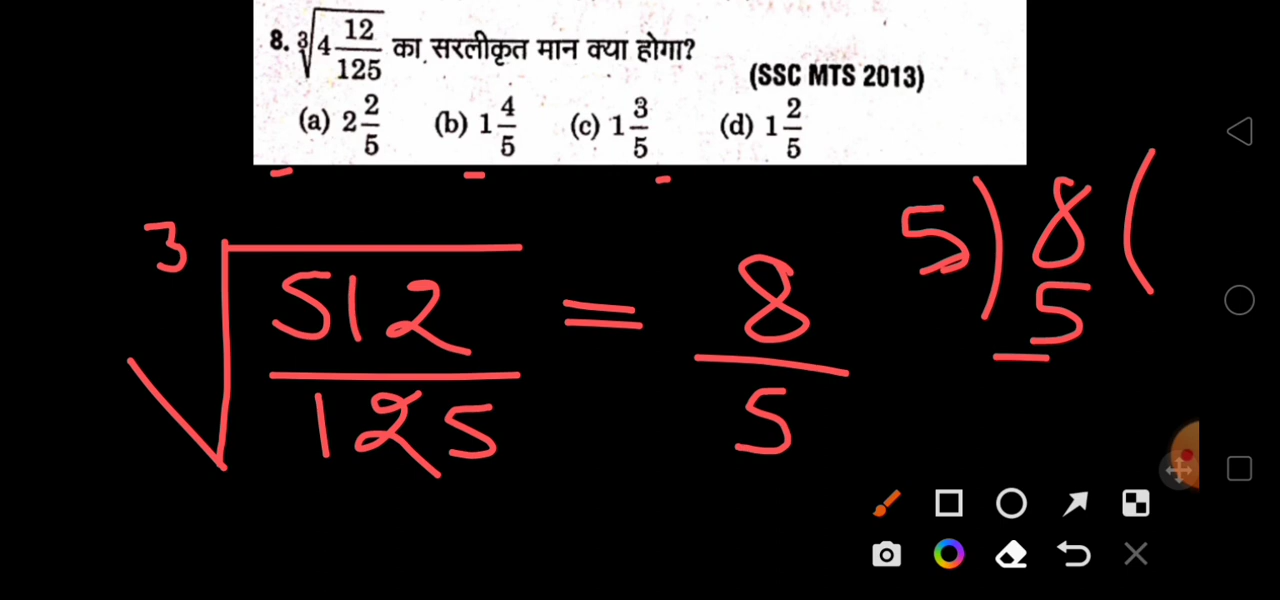 8. ∛4 12/125 का सरलीकृत मान क्या होगा?
(SSC MTS 2013)
(a) 2 2/5 (b) 1 4/5 (c) 1 3/5 (d) 1 2/5
∛512/125 = 8/5
5)8(
5